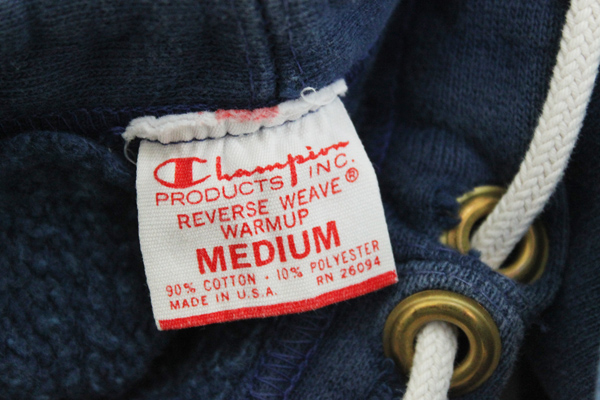 Champion
PRODUCTS INC.
REVERSE WEAVE®
WARMUP
MEDIUM
90% COTTON · 10% POLYESTER
MADE IN U.S.A. RN 26094